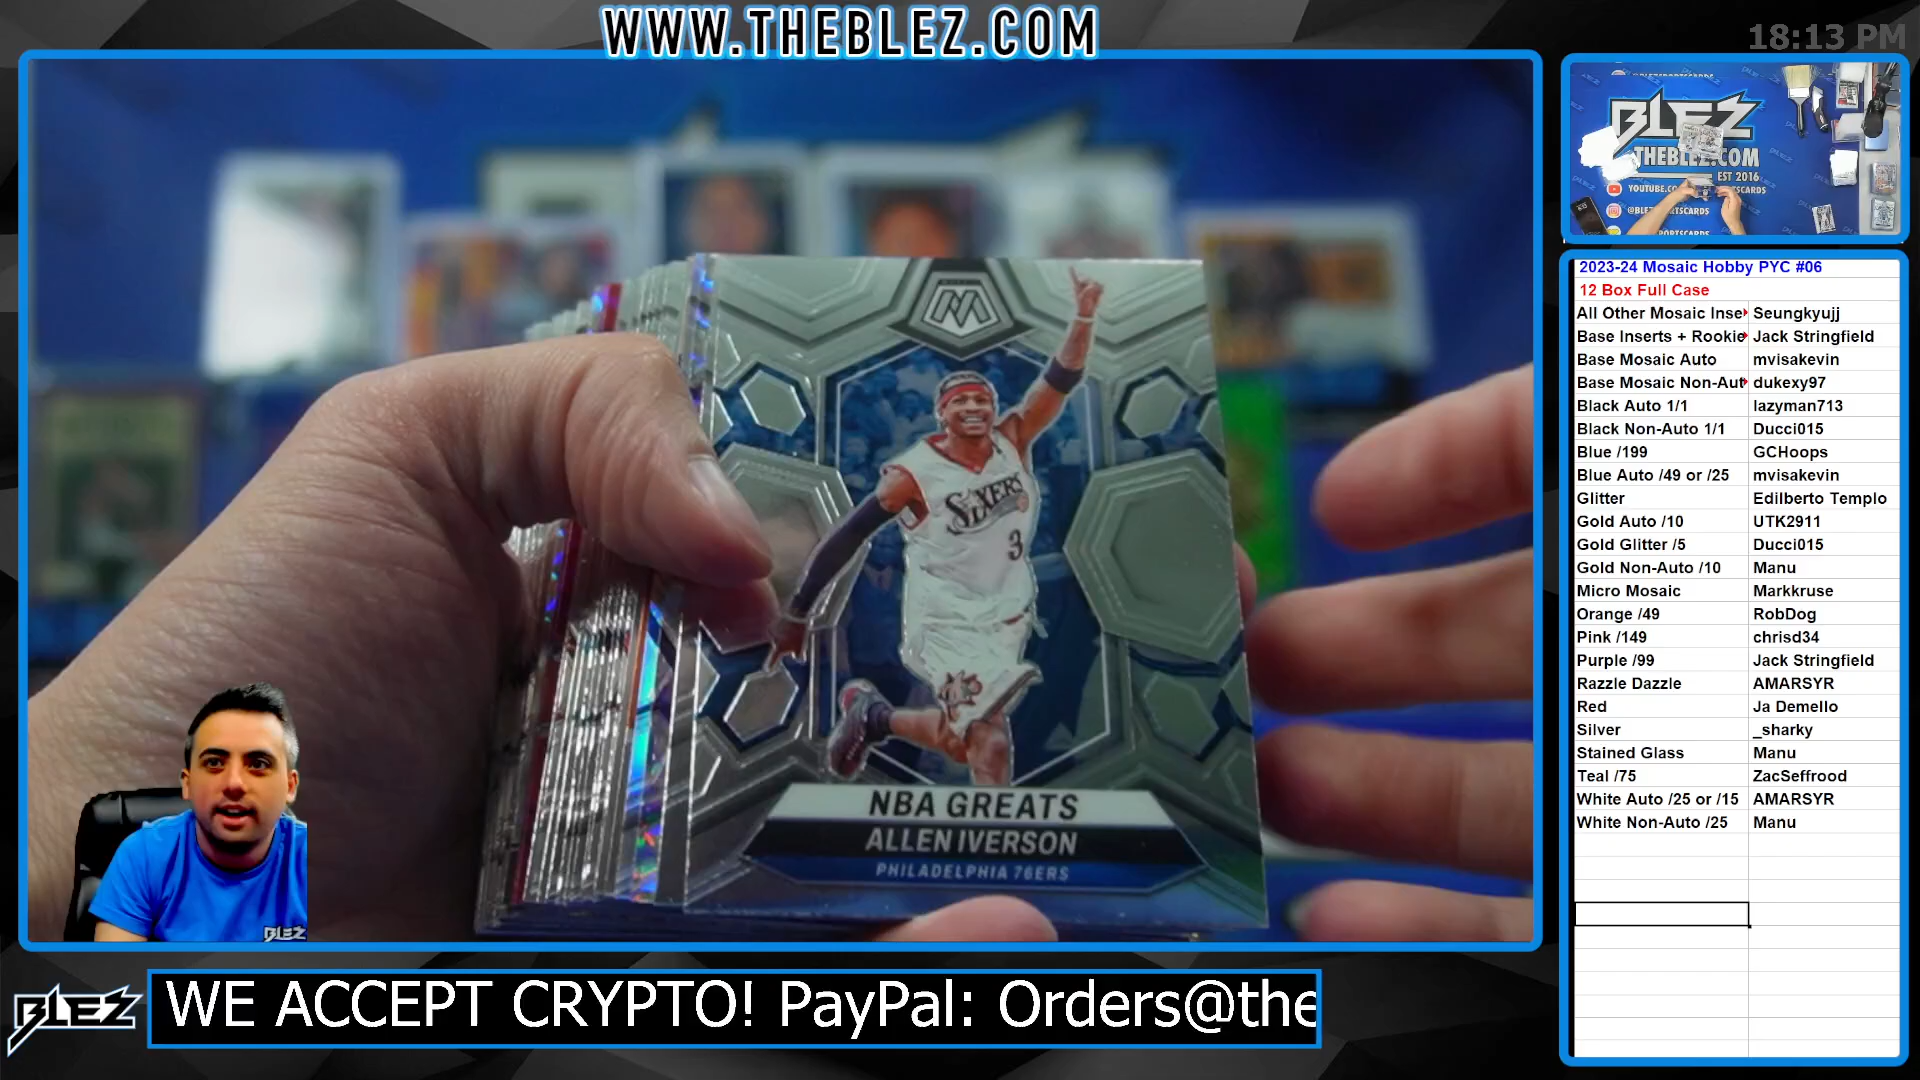 WWW.THEBLEZ.COM
18:13 PM
BLEZ
THEBLEZ.COM
EST 2016
2023-24 Mosaic Hobby PYC #06
12 Box Full Case
All Other Mosaic Inse Seungkyujj
Base Inserts + Rookie Jack Stringfield
Base Mosaic Auto mvisakevin
Base Mosaic Non-Aut dukexy97
Black Auto 1/1 lazyman713
Black Non-Auto 1/1 Ducci015
Blue /199 GCHoops
Blue Auto /49 or /25 mvisakevin
Glitter Edilberto Templo
Gold Auto /10 UTK2911
Gold Glitter /5 Ducci015
Gold Non-Auto /10 Manu
Micro Mosaic Markkruse
Orange /49 RobDog
Pink /149 chrisd34
Purple /99 Jack Stringfield
Razzle Dazzle AMARSYR
Red Ja Demello
Silver _sharky
Stained Glass Manu
Teal /75 ZacSeffrood
White Auto /25 or /15 AMARSYR
White Non-Auto /25 Manu
SIXERS
3
NBA GREATS
ALLEN IVERSON
PHILADELPHIA 76ERS
BLEZ
BLEZ
WE ACCEPT CRYPTO! PayPal: Orders@the